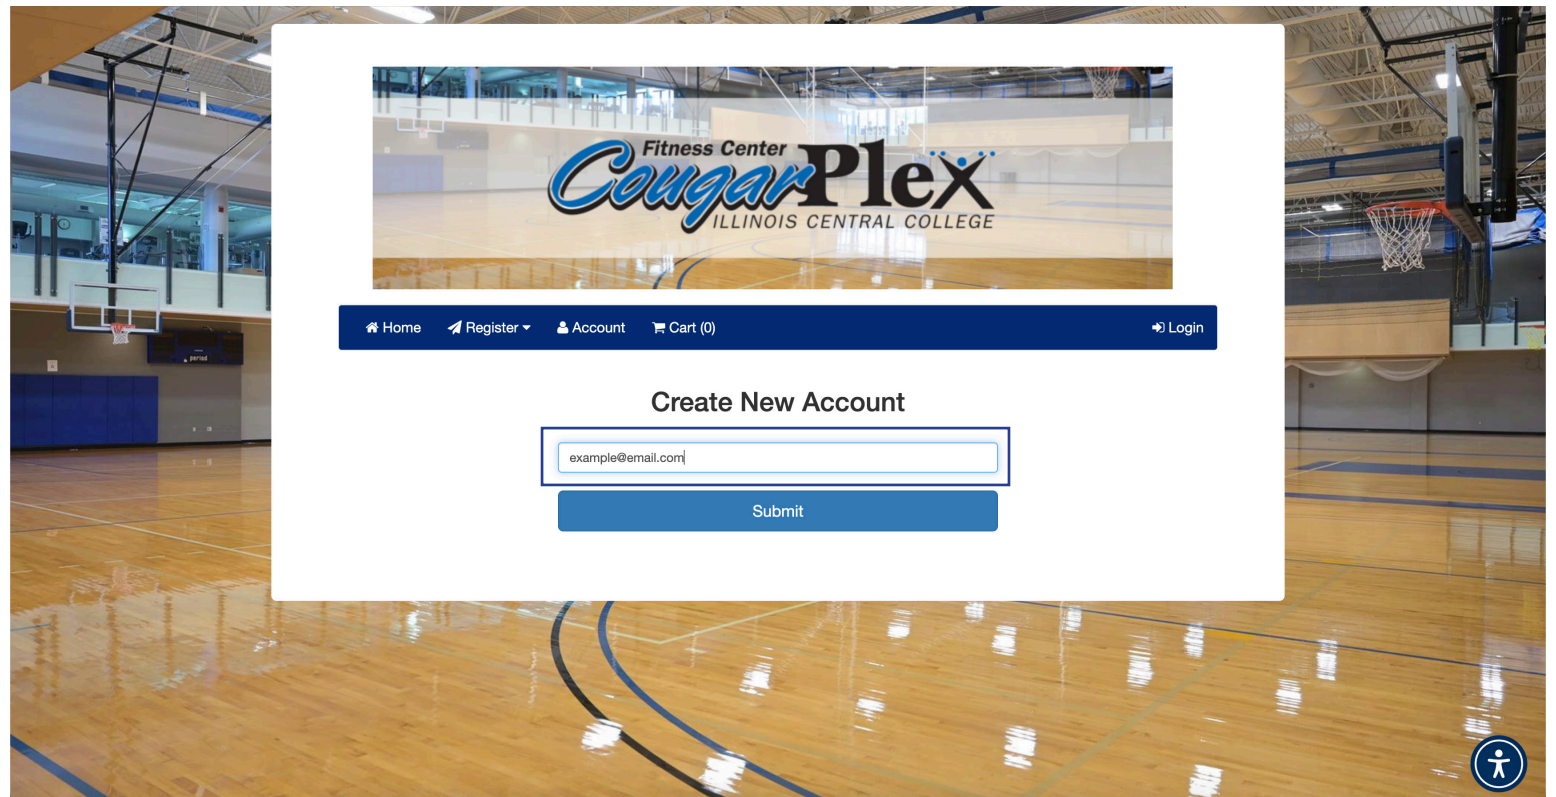 Fitness Center
CougarPlex
ILLINOIS CENTRAL COLLEGE
Home Register Account Cart (0) Login
period
Create New Account
example@email.com
Submit